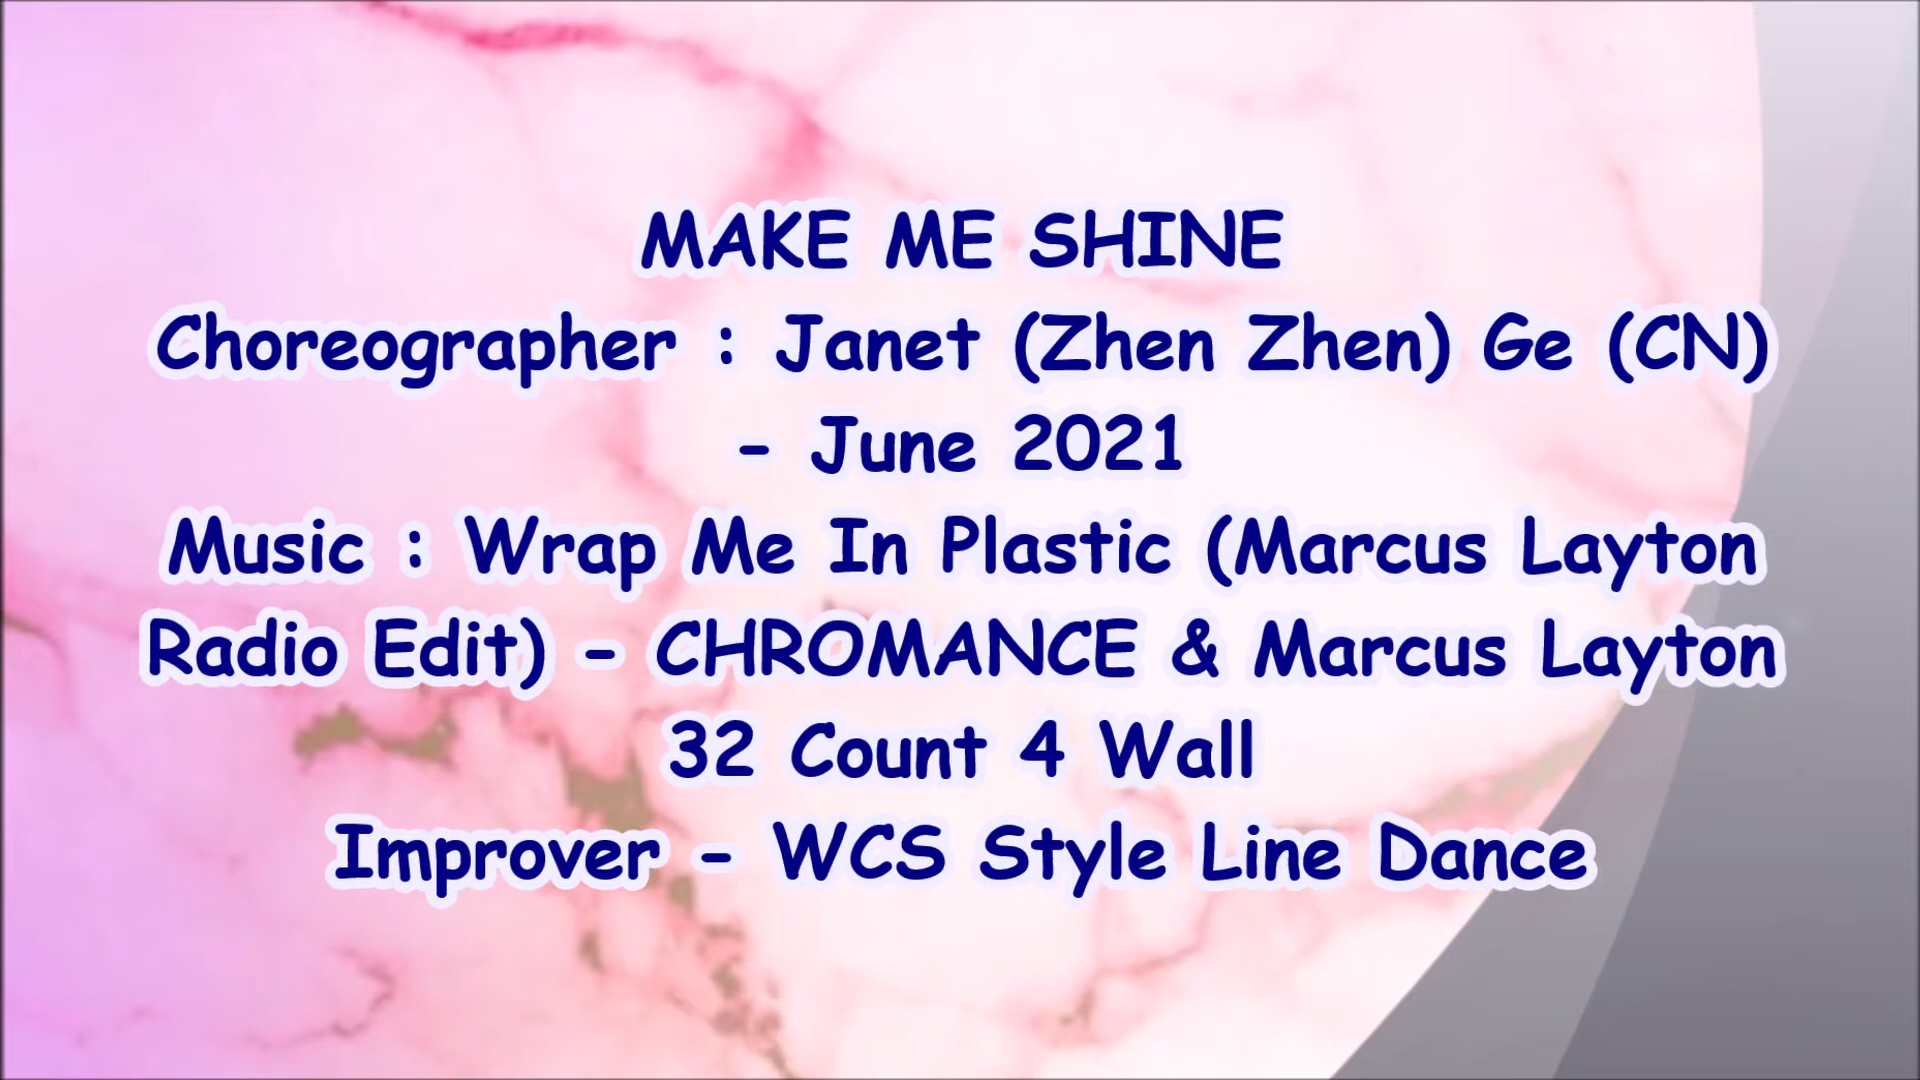 MAKE ME SHINE
Choreographer : Janet (Zhen Zhen) Ge (CN)
- June 2021
Music : Wrap Me In Plastic (Marcus Layton
Radio Edit) - CHROMANCE & Marcus Layton
32 Count 4 Wall
Improver - WCS Style Line Dance